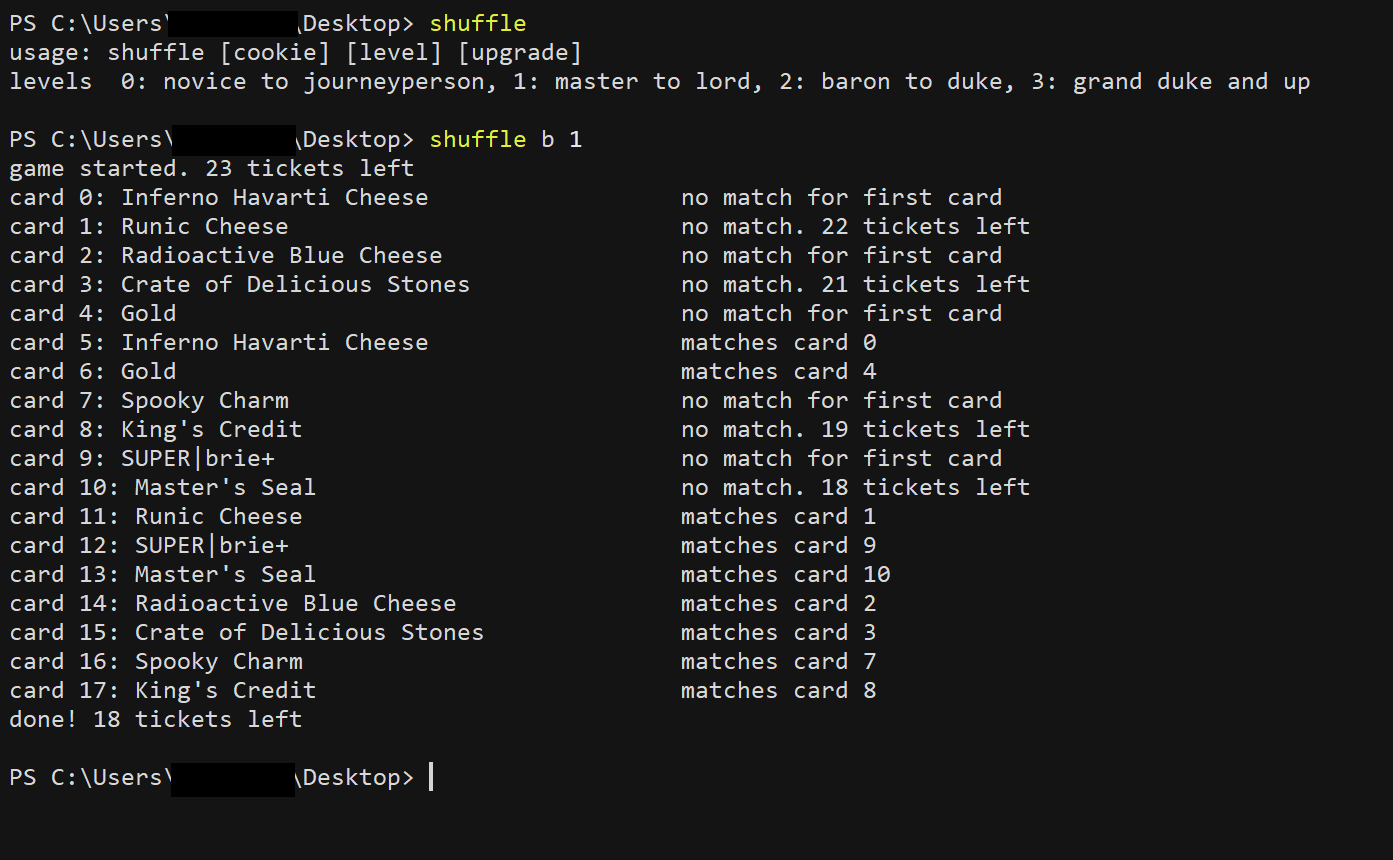 PS C:\Users\ \Desktop> shuffle
usage: shuffle [cookie] [level] [upgrade]
levels  0: novice to journeyperson, 1: master to lord, 2: baron to duke, 3: grand duke and up
PS C:\Users\ \Desktop> shuffle b 1
game started. 23 tickets left
card 0: Inferno Havarti Cheese                  no match for first card
card 1: Runic Cheese                            no match. 22 tickets left
card 2: Radioactive Blue Cheese                 no match for first card
card 3: Crate of Delicious Stones               no match. 21 tickets left
card 4: Gold                                    no match for first card
card 5: Inferno Havarti Cheese                  matches card 0
card 6: Gold                                    matches card 4
card 7: Spooky Charm                            no match for first card
card 8: King's Credit                           no match. 19 tickets left
card 9: SUPER|brie+                             no match for first card
card 10: Master's Seal                          no match. 18 tickets left
card 11: Runic Cheese                           matches card 1
card 12: SUPER|brie+                            matches card 9
card 13: Master's Seal                          matches card 10
card 14: Radioactive Blue Cheese                matches card 2
card 15: Crate of Delicious Stones              matches card 3
card 16: Spooky Charm                           matches card 7
card 17: King's Credit                          matches card 8
done! 18 tickets left
PS C:\Users\ \Desktop>